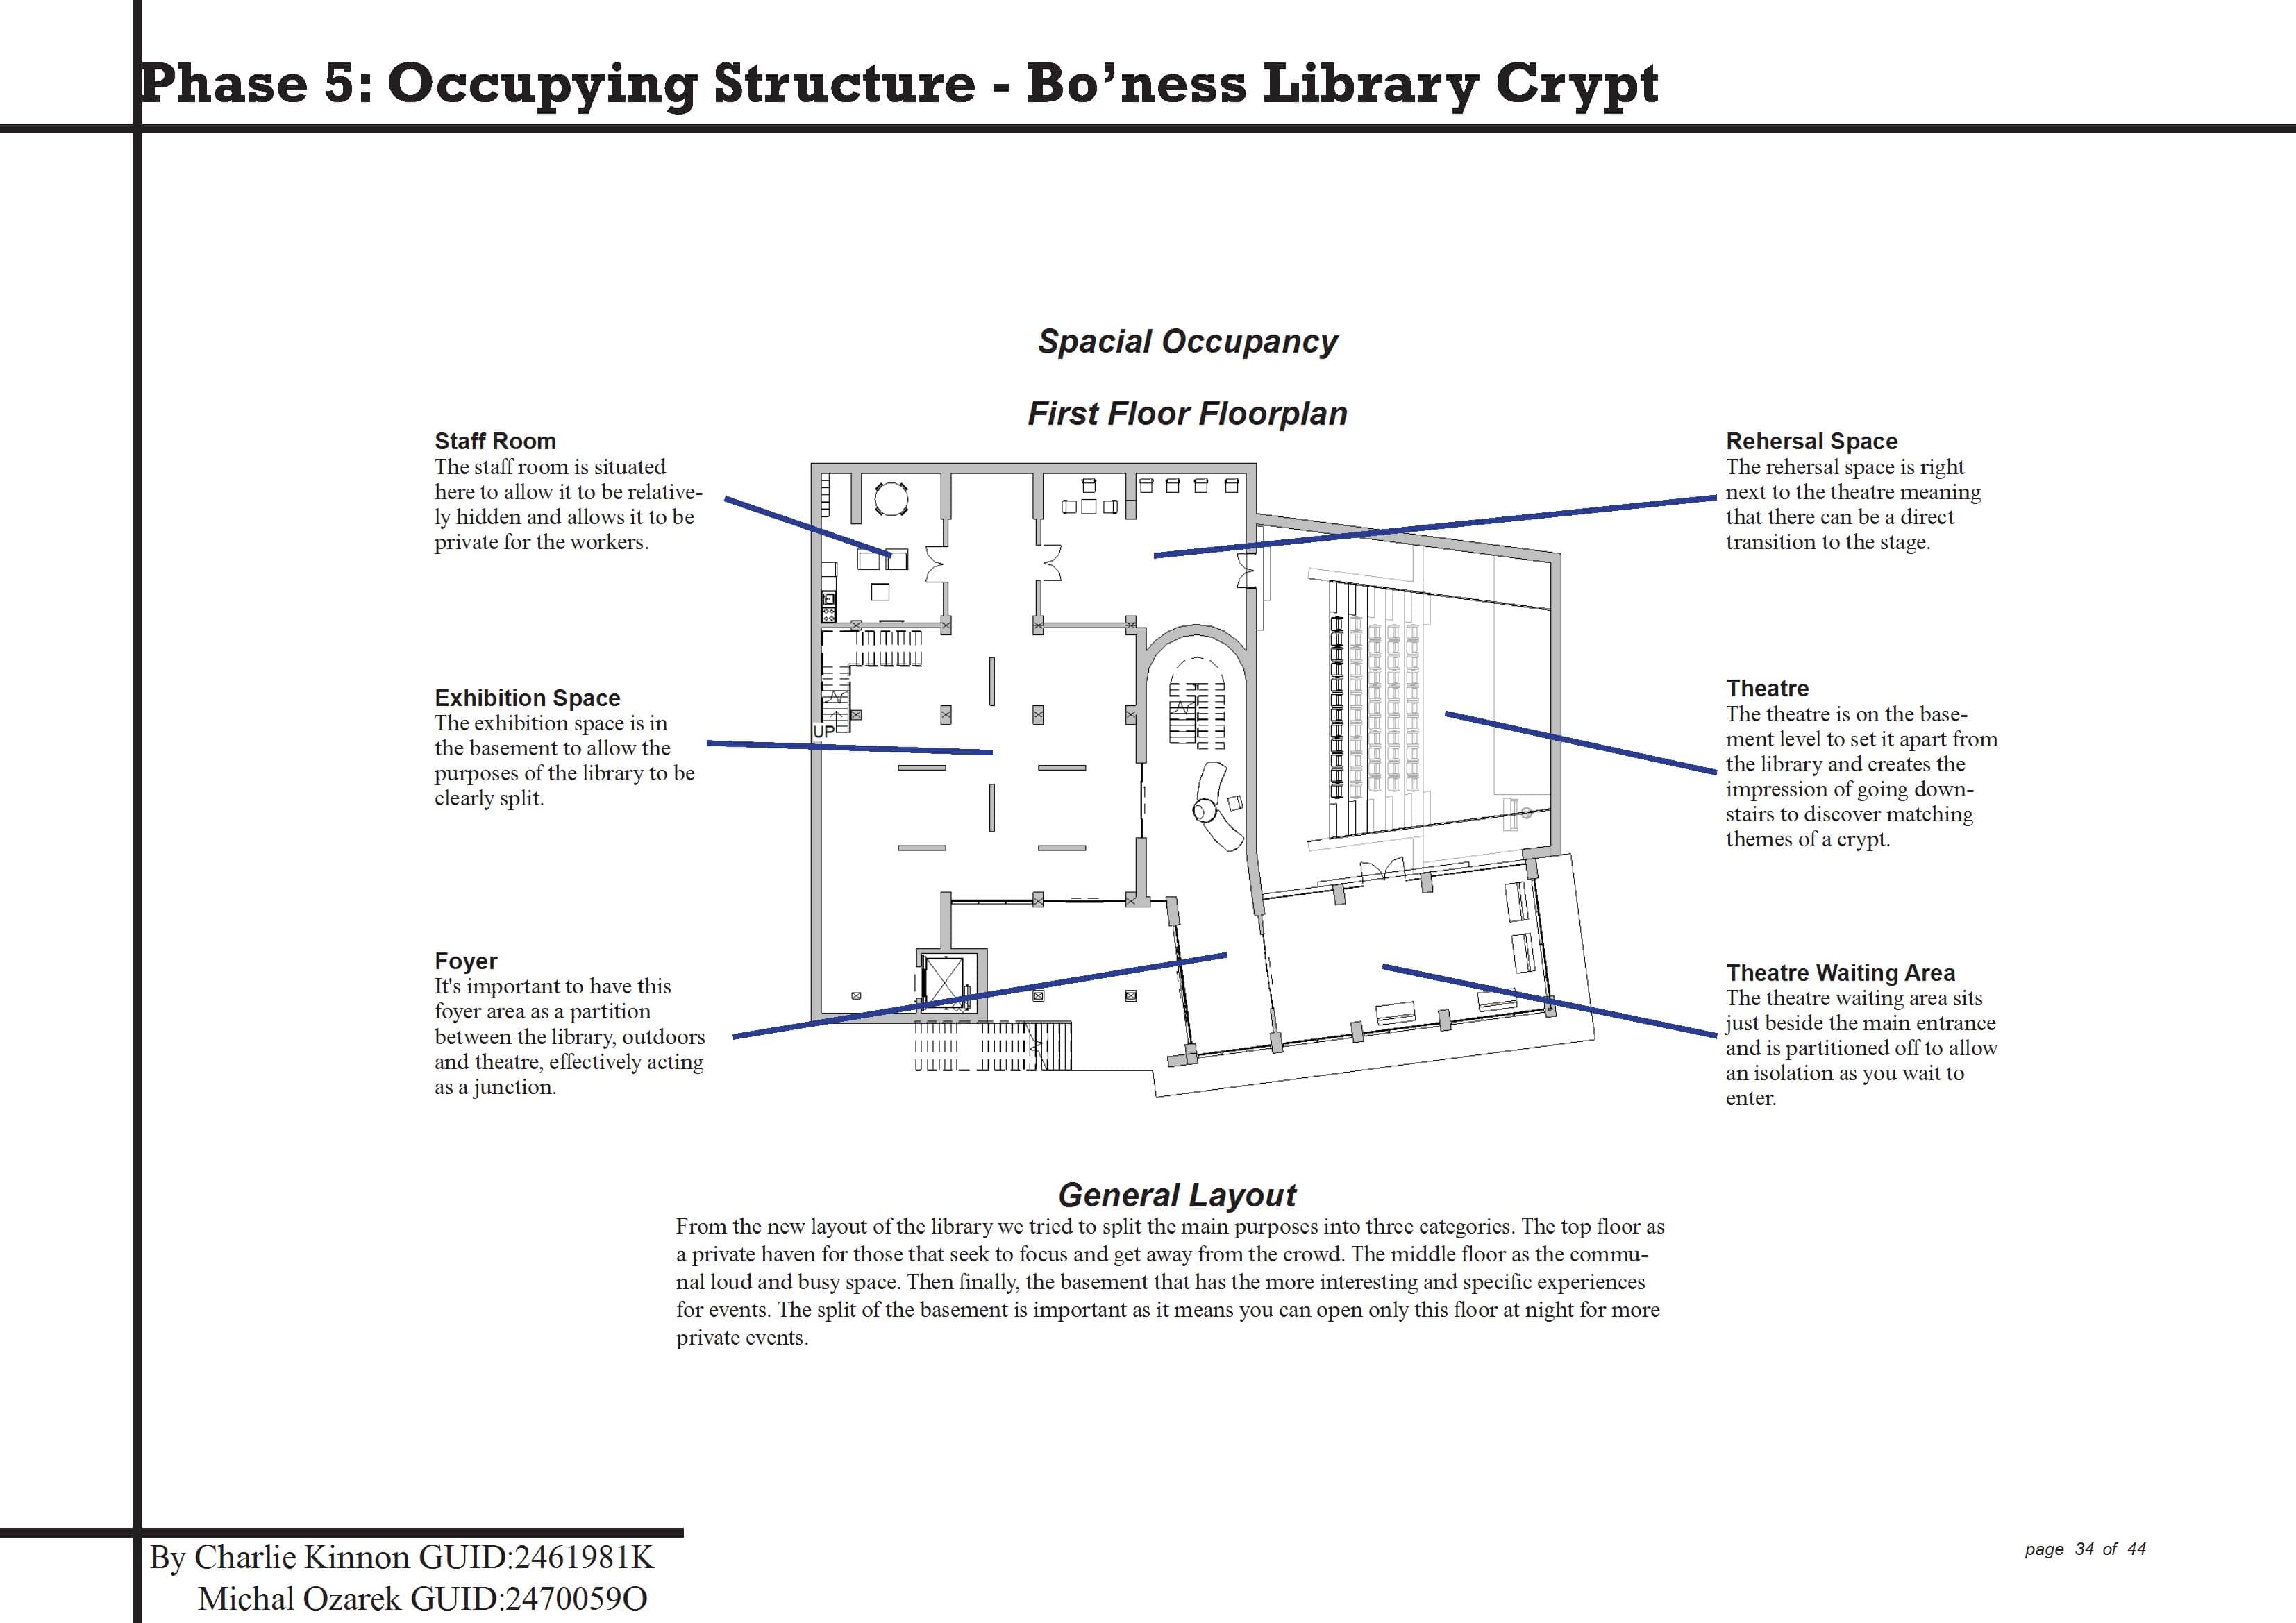 Phase 5: Occupying Structure - Bo’ness Library Crypt
Spacial Occupancy
First Floor Floorplan
Staff Room
The staff room is situated
here to allow it to be relative-
ly hidden and allows it to be
private for the workers.
Exhibition Space
The exhibition space is in
the basement to allow the
purposes of the library to be
clearly split.
Foyer
It's important to have this
foyer area as a partition
between the library, outdoors
and theatre, effectively acting
as a junction.
UP
Rehersal Space
The rehersal space is right
next to the theatre meaning
that there can be a direct
transition to the stage.
Theatre
The theatre is on the base-
ment level to set it apart from
the library and creates the
impression of going down-
stairs to discover matching
themes of a crypt.
Theatre Waiting Area
The theatre waiting area sits
just beside the main entrance
and is partitioned off to allow
an isolation as you wait to
enter.
General Layout
From the new layout of the library we tried to split the main purposes into three categories. The top floor as
a private haven for those that seek to focus and get away from the crowd. The middle floor as the commu-
nal loud and busy space. Then finally, the basement that has the more interesting and specific experiences
for events. The split of the basement is important as it means you can open only this floor at night for more
private events.
By Charlie Kinnon GUID:2461981K
Michal Ozarek GUID:2470059O
page 34 of 44